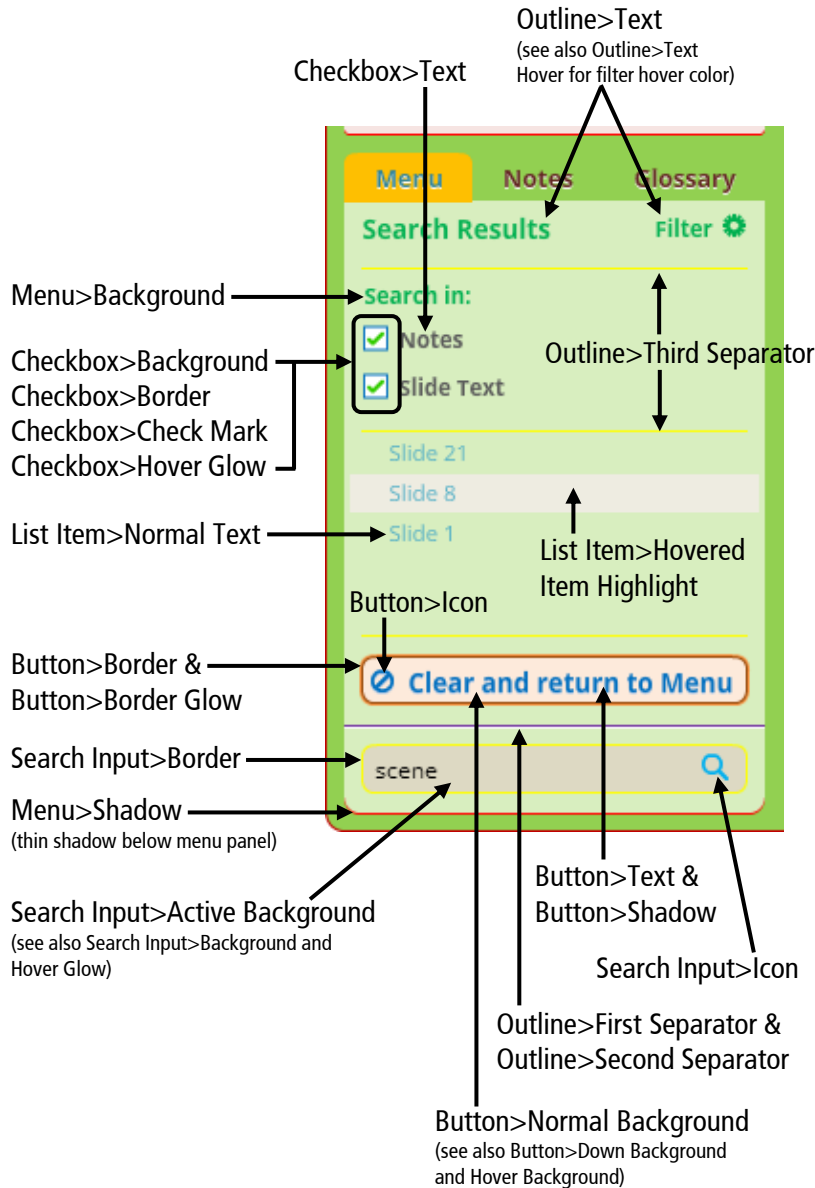 Outline>Text
(see also Outline>Text
Hover for filter hover color)
Checkbox>Text
Menu
Notes
Glossary
Search Results
Filter
Menu>Background
Search in:
Notes
Slide Text
Checkbox>Background
Checkbox>Border
Checkbox>Check Mark
Checkbox>Hover Glow
Outline>Third Separator
Slide 21
Slide 8
Slide 1
List Item>Normal Text
List Item>Hovered
Item Highlight
Button>Icon
Button>Border &
Button>Border Glow
Clear and return to Menu
Search Input>Border
scene
Menu>Shadow
(thin shadow below menu panel)
Button>Text &
Button>Shadow
Search Input>Active Background
(see also Search Input>Background and
Hover Glow)
Search Input>Icon
Outline>First Separator &
Outline>Second Separator
Button>Normal Background
(see also Button>Down Background
and Hover Background)